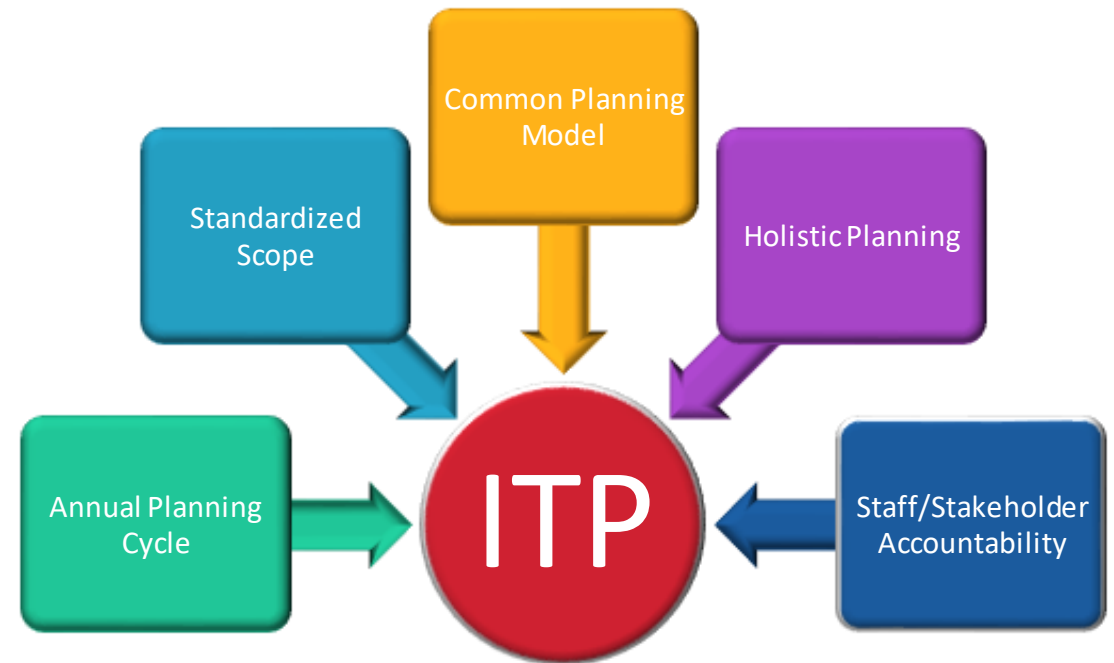 Common Planning
Model
Standardized
Scope
Holistic Planning
Annual Planning
Cycle
ITP
Staff/Stakeholder
Accountability